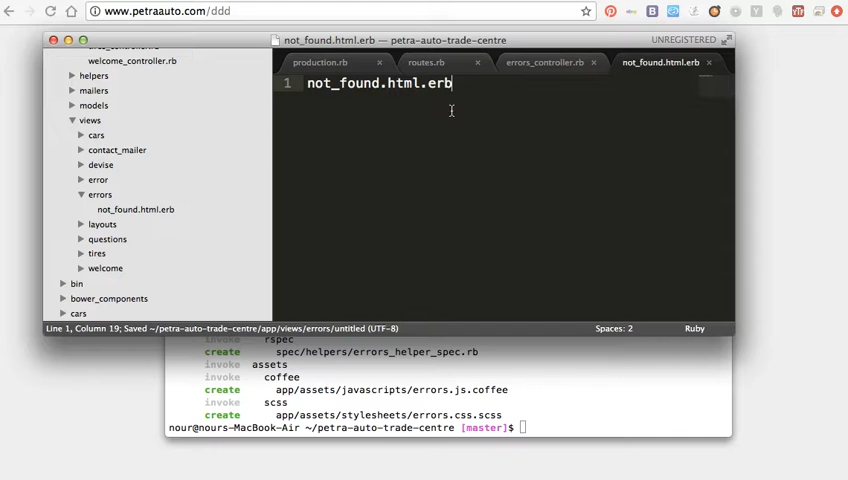 www.petraauto.com/ddd
not_found.html.erb — petra-auto-trade-centre
UNREGISTERED
welcome_controller.rb
helpers
mailers
models
views
cars
contact_mailer
devise
error
errors
not_found.html.erb
layouts
questions
tires
welcome
bin
bower_components
cars
production.rb
routes.rb
errors_controller.rb
not_found.html.erb
1 not_found.html.erb
Line 1, Column 19; Saved ~/petra-auto-trade-centre/app/views/errors/untitled (UTF-8)
Spaces: 2
Ruby
invoke rspec
create spec/helpers/errors_helper_spec.rb
invoke assets
invoke coffee
create app/assets/javascripts/errors.js.coffee
invoke scss
create app/assets/stylesheets/errors.css.scss
nour@nours-MacBook-Air ~/petra-auto-trade-centre [master]$